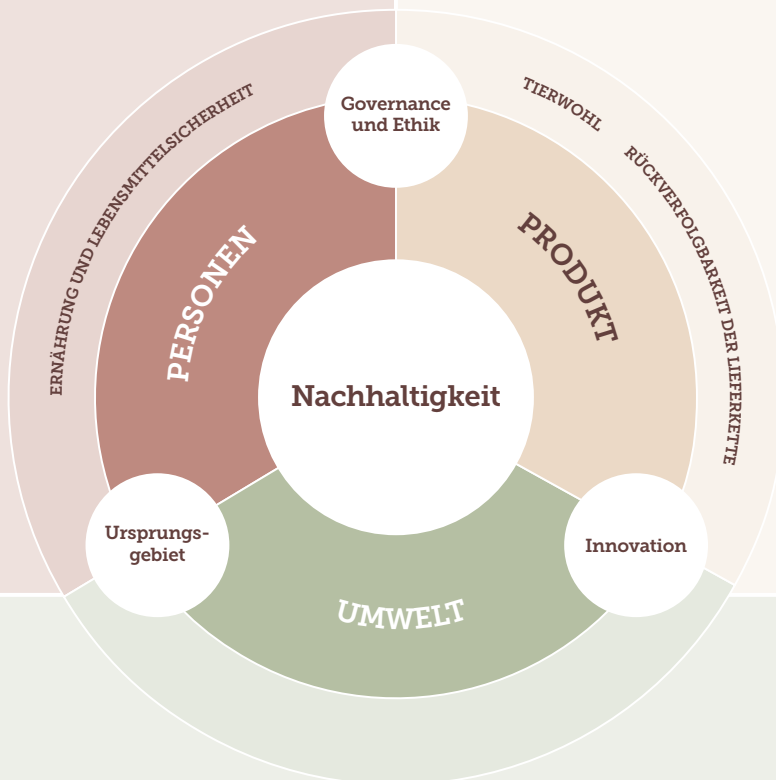 Governance
und Ethik
TIERWOHL
ERNÄHRUNG UND LEBENSMITTELSICHERHEIT
RÜCKVERFOLGBARKEIT DER LIEFERKETTE
PERSONEN
PRODUKT
Nachhaltigkeit
Ursprungs-
gebiet
Innovation
UMWELT